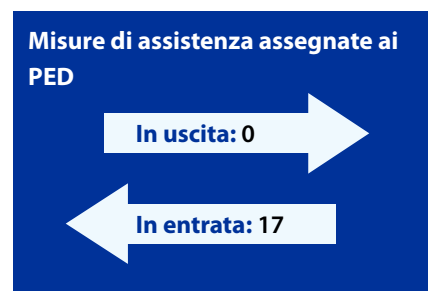 Misure di assistenza assegnate ai
PED
In uscita: 0
In entrata: 17